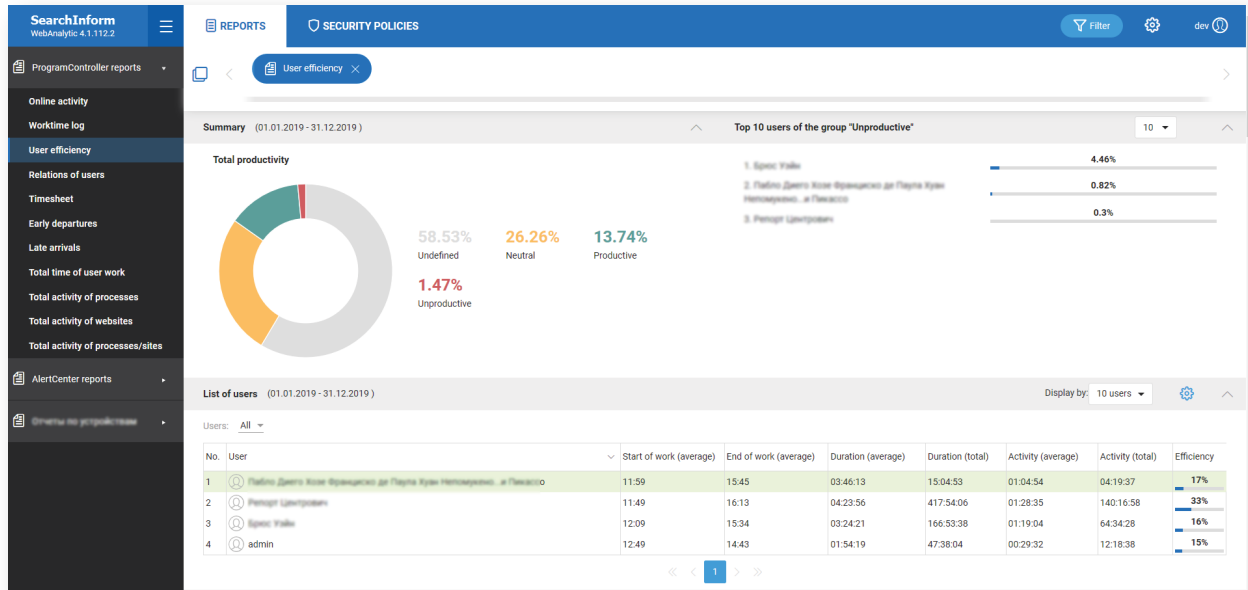 SearchInform
WebAnalytic 4.1.112.2
REPORTS
SECURITY POLICIES
Filter
dev
ProgramController reports
User efficiency
Online activity
Worktime log
User efficiency
Relations of users
Timesheet
Early departures
Late arrivals
Total time of user work
Total activity of processes
Total activity of websites
Total activity of processes/sites
AlertCenter reports
Отчеты по устройствам
Summary (01.01.2019 - 31.12.2019 )
Total productivity
58.53%
Undefined
26.26%
Neutral
13.74%
Productive
1.47%
Unproductive
Top 10 users of the group "Unproductive"
10
1.
4.46%
2.
0.82%
3.
0.3%
List of users (01.01.2019 - 31.12.2019 )
Display by: 10 users
Users: All
No. User Start of work (average) End of work (average) Duration (average) Duration (total) Activity (average) Activity (total) Efficiency
1 11:59 15:45 03:46:13 15:04:53 01:04:54 04:19:37 17%
2 11:49 16:13 04:23:56 417:54:06 01:28:35 140:16:58 33%
3 12:09 15:34 03:24:21 166:53:38 01:19:04 64:34:28 16%
4 admin 12:49 14:43 01:54:19 47:38:04 00:29:32 12:18:38 15%
1